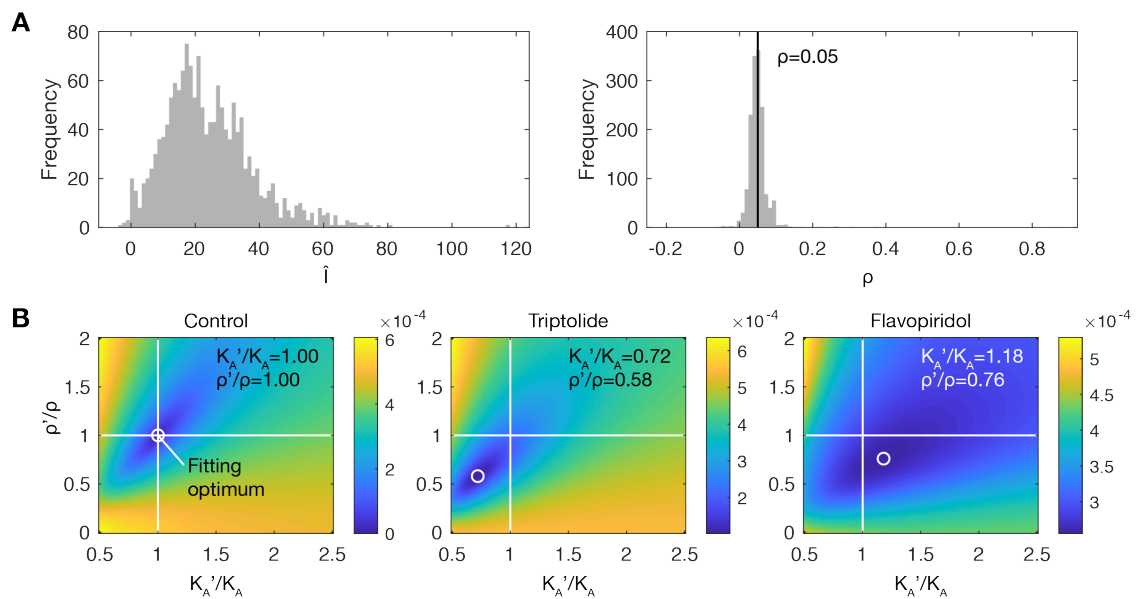 A
80
60
40
20
0
Frequency
0 20 40 60 80 100 120
Î
400
300
200
100
0
Frequency
ρ=0.05
-0.2 0 0.2 0.4 0.6 0.8
ρ
B
Control
×10⁻⁴
2
1.5
1
0.5
0
ρ'/ρ
K_A'/K_A=1.00
ρ'/ρ=1.00
Fitting
optimum
0.5 1 1.5 2 2.5
K_A'/K_A
6
4
2
0
Triptolide
×10⁻⁴
2
1.5
1
0.5
0
K_A'/K_A=0.72
ρ'/ρ=0.58
0.5 1 1.5 2 2.5
K_A'/K_A
6
5
4
3
2
Flavopiridol
×10⁻⁴
2
1.5
1
0.5
0
K_A'/K_A=1.18
ρ'/ρ=0.76
0.5 1 1.5 2 2.5
K_A'/K_A
5
4.5
4
3.5
3